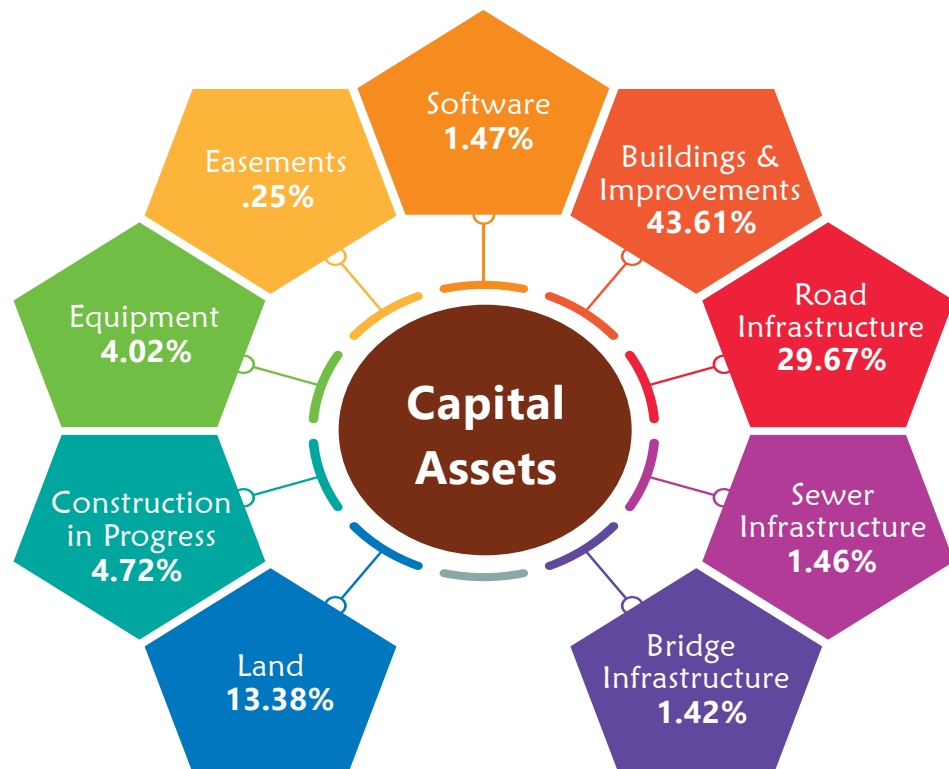 Software
1.47%
Easements
.25%
Buildings &
Improvements
43.61%
Equipment
4.02%
Road
Infrastructure
29.67%
Capital
Assets
Construction
in Progress
4.72%
Sewer
Infrastructure
1.46%
Land
13.38%
Bridge
Infrastructure
1.42%